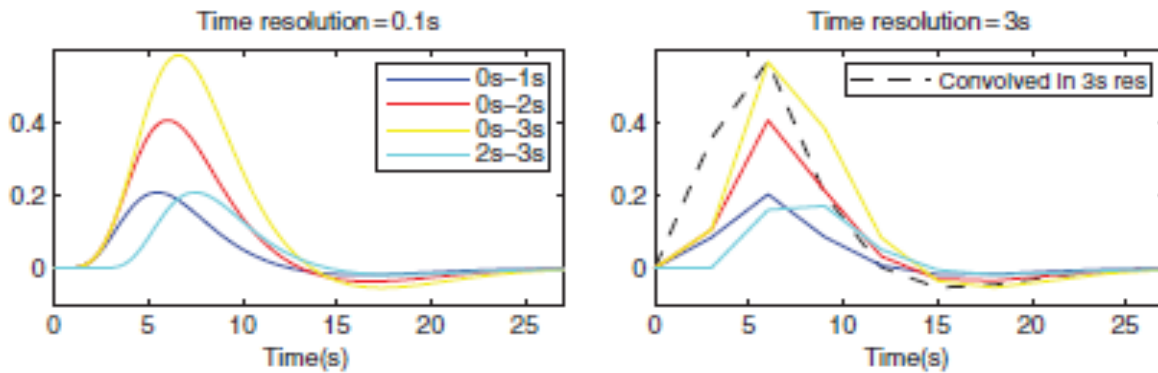 Time resolution = 0.1s
0s–1s
0s–2s
0s–3s
2s–3s
0.4
0.2
0
0 5 10 15 20 25
Time(s)
Time resolution = 3s
Convolved in 3s res
0.4
0.2
0
0 5 10 15 20 25
Time(s)